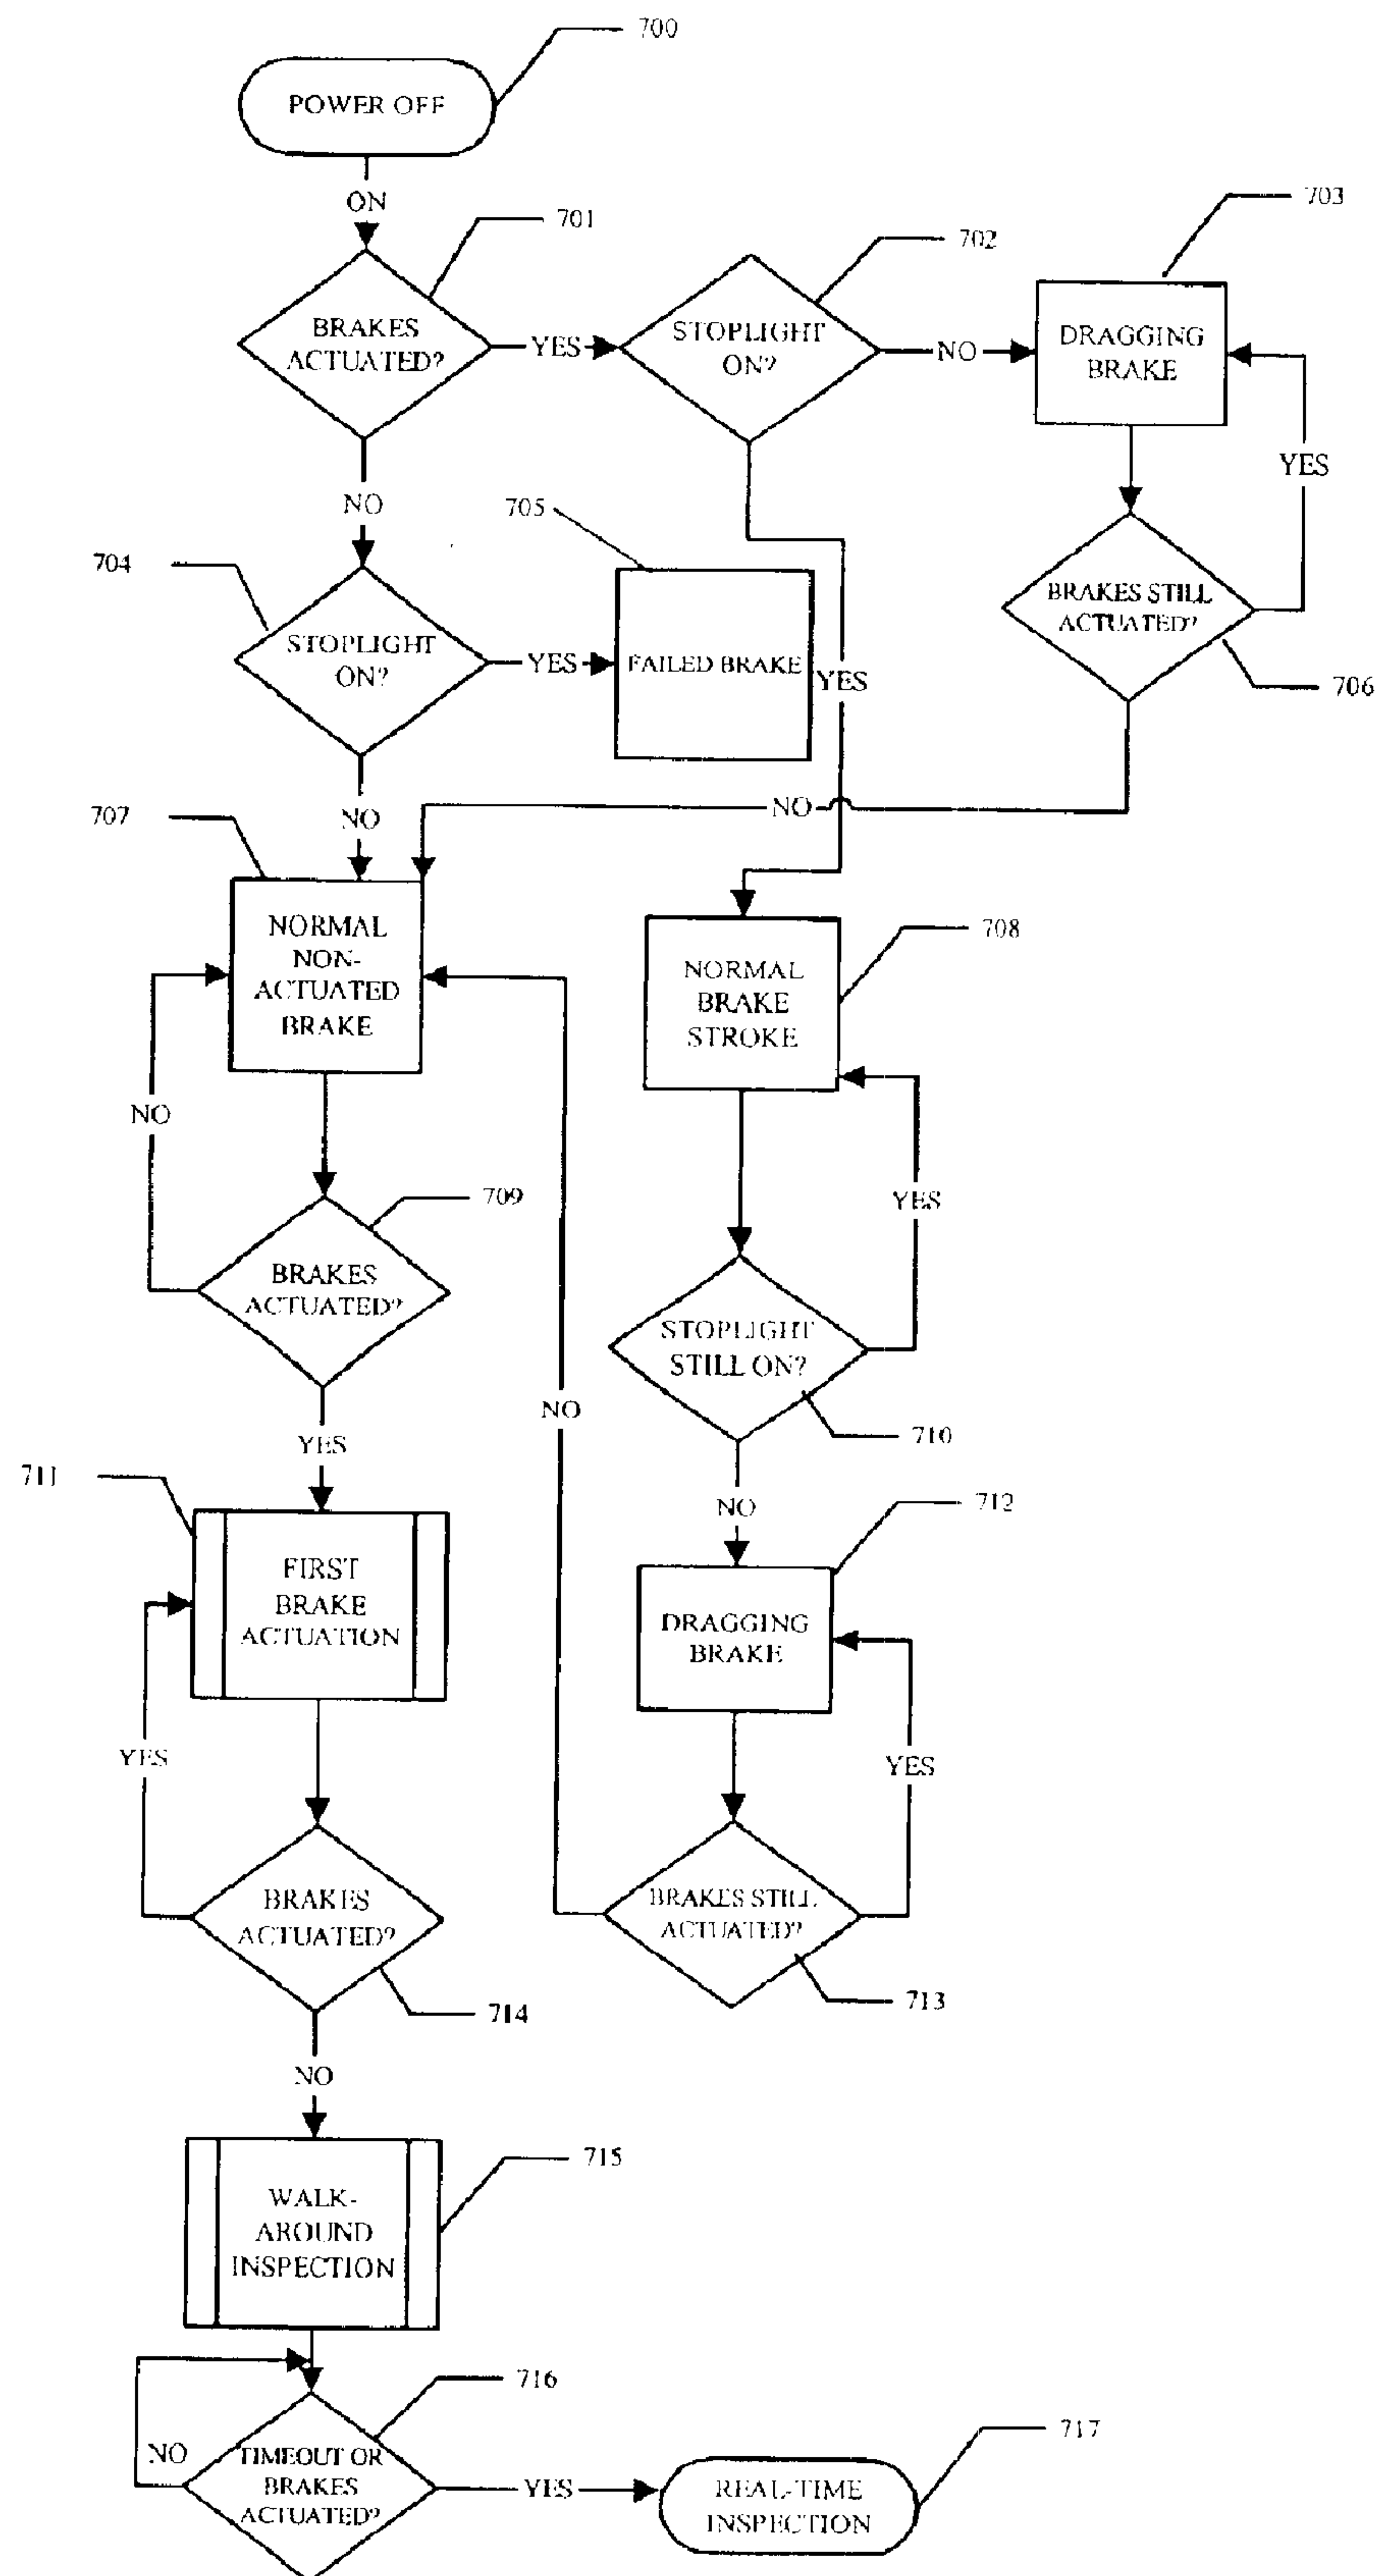 700
POWER OFF
ON
701
702
703
BRAKES
ACTUATED?
YES
STOPLIGHT
ON?
NO
DRAGGING
BRAKE
YES
NO
705
704
STOPLIGHT
ON?
YES
FAILED BRAKE
YES
BRAKES STILL
ACTUATED?
706
NO
NO
707
NORMAL
NON-
ACTUATED
BRAKE
NORMAL
BRAKE
STROKE
708
NO
YES
709
BRAKES
ACTUATED?
STOPLIGHT
STILL ON?
710
NO
YES
711
NO
712
FIRST
BRAKE
ACTUATION
DRAGGING
BRAKE
YES
YES
BRAKES
ACTUATED?
BRAKES STILL
ACTUATED?
713
714
NO
715
WALK-
AROUND
INSPECTION
716
NO
TIMEOUT OR
BRAKES
ACTUATED?
YES
717
REAL-TIME
INSPECTION